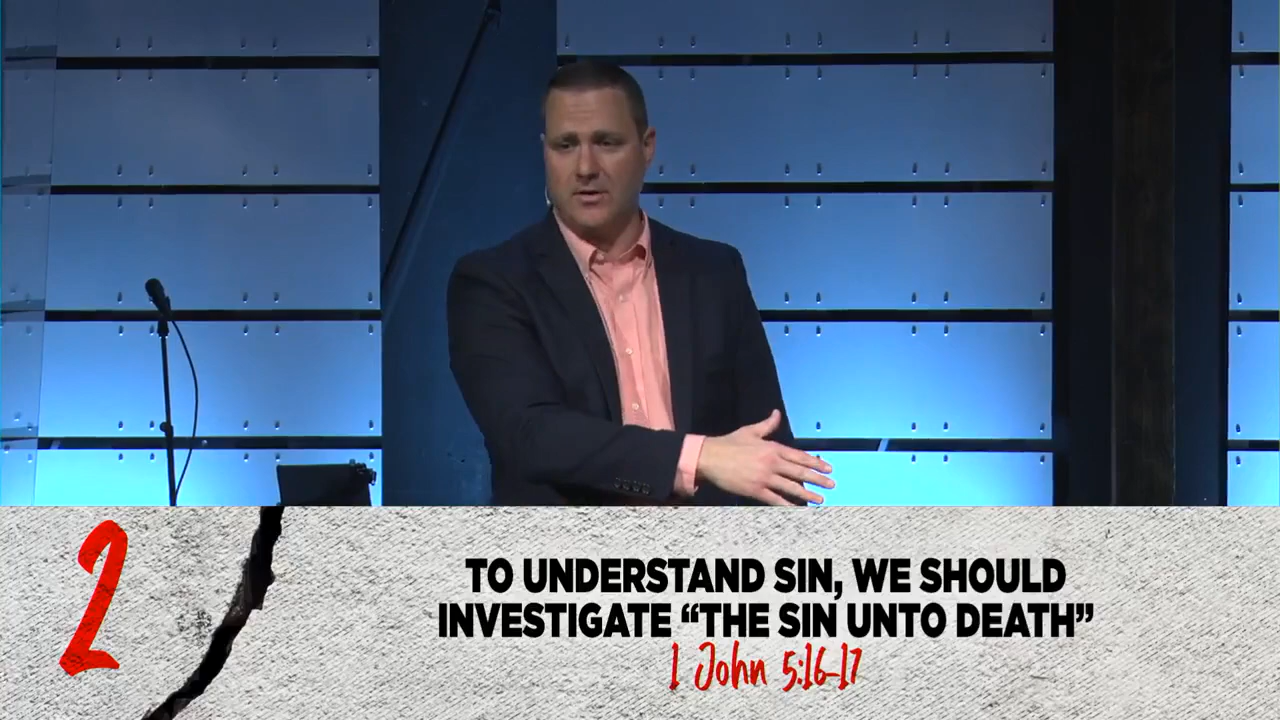 2
TO UNDERSTAND SIN, WE SHOULD
INVESTIGATE “THE SIN UNTO DEATH”
1 John 5:16-17